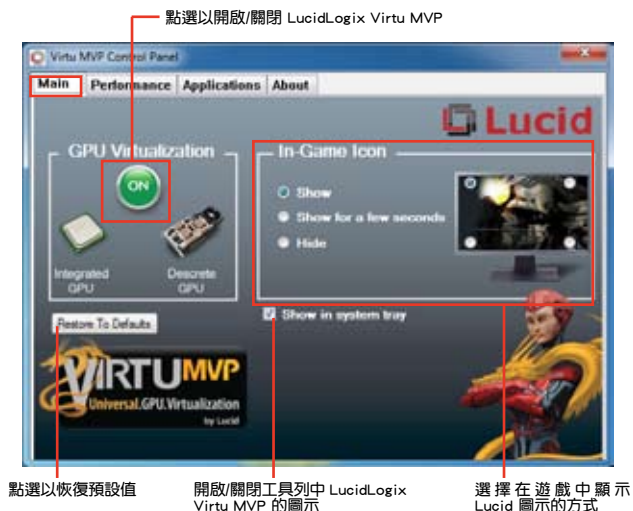 點選以開啟/關閉 LucidLogix Virtu MVP
Virtu MVP Control Panel
Main Performance Applications About
Lucid
GPU Virtualization
In-Game Icon
ON
Show
Show for a few seconds
Hide
Integrated GPU
Descrete GPU
Restore To Defaults
Show in system tray
VIRTU MVP
Universal.GPU.Virtualization
by Lucid
點選以恢復預設值
開啟/關閉工具列中 LucidLogix
Virtu MVP 的圖示
選擇在遊戲中顯示
Lucid 圖示的方式